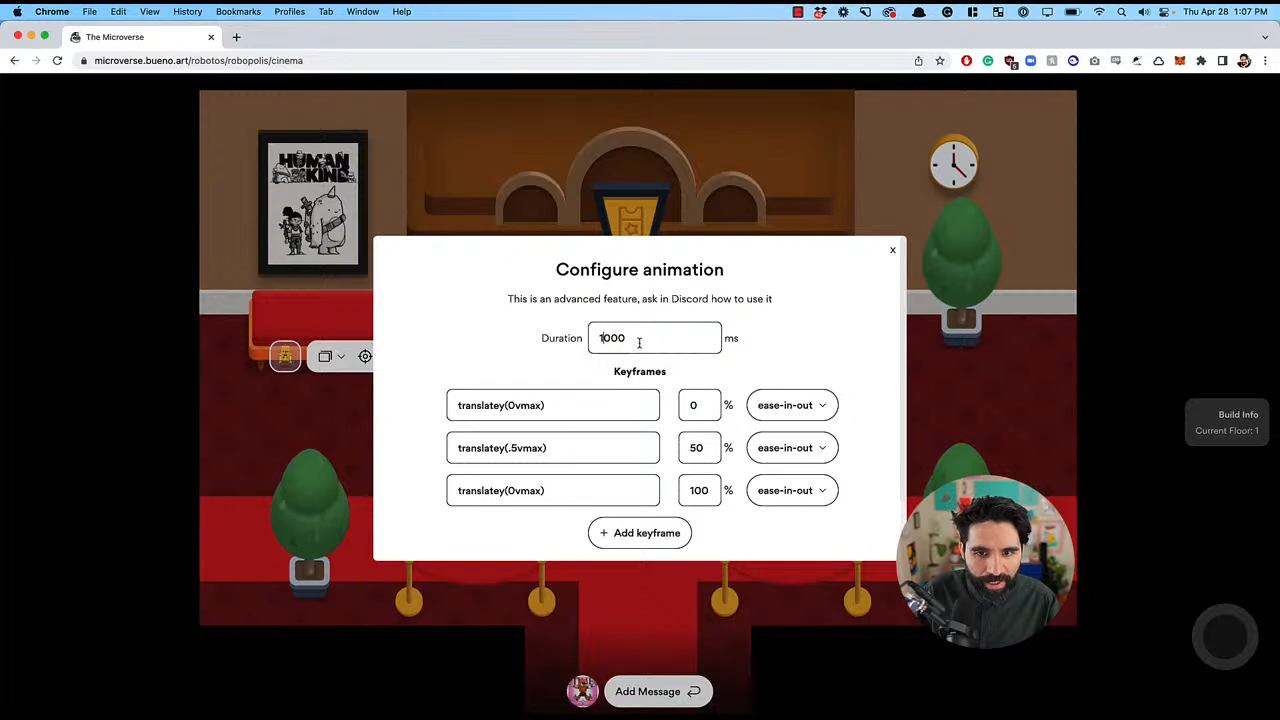 Chrome File Edit View History Bookmarks Profiles Tab Window Help Thu Apr 28 1:07 PM
The Microverse
microverse.bueno.art/robotos/robopolis/cinema
HUMAN
KIND
Configure animation
x
This is an advanced feature, ask in Discord how to use it
Duration 1000 ms
Keyframes
translatey(0vmax) 0 % ease-in-out
translatey(.5vmax) 50 % ease-in-out
translatey(0vmax) 100 % ease-in-out
+ Add keyframe
Build Info
Current Floor: 1
Add Message